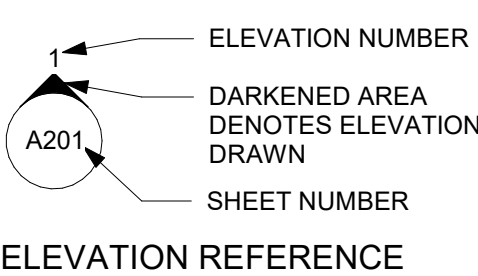 1
ELEVATION NUMBER
DARKENED AREA
DENOTES ELEVATION
DRAWN
A201
SHEET NUMBER
ELEVATION REFERENCE